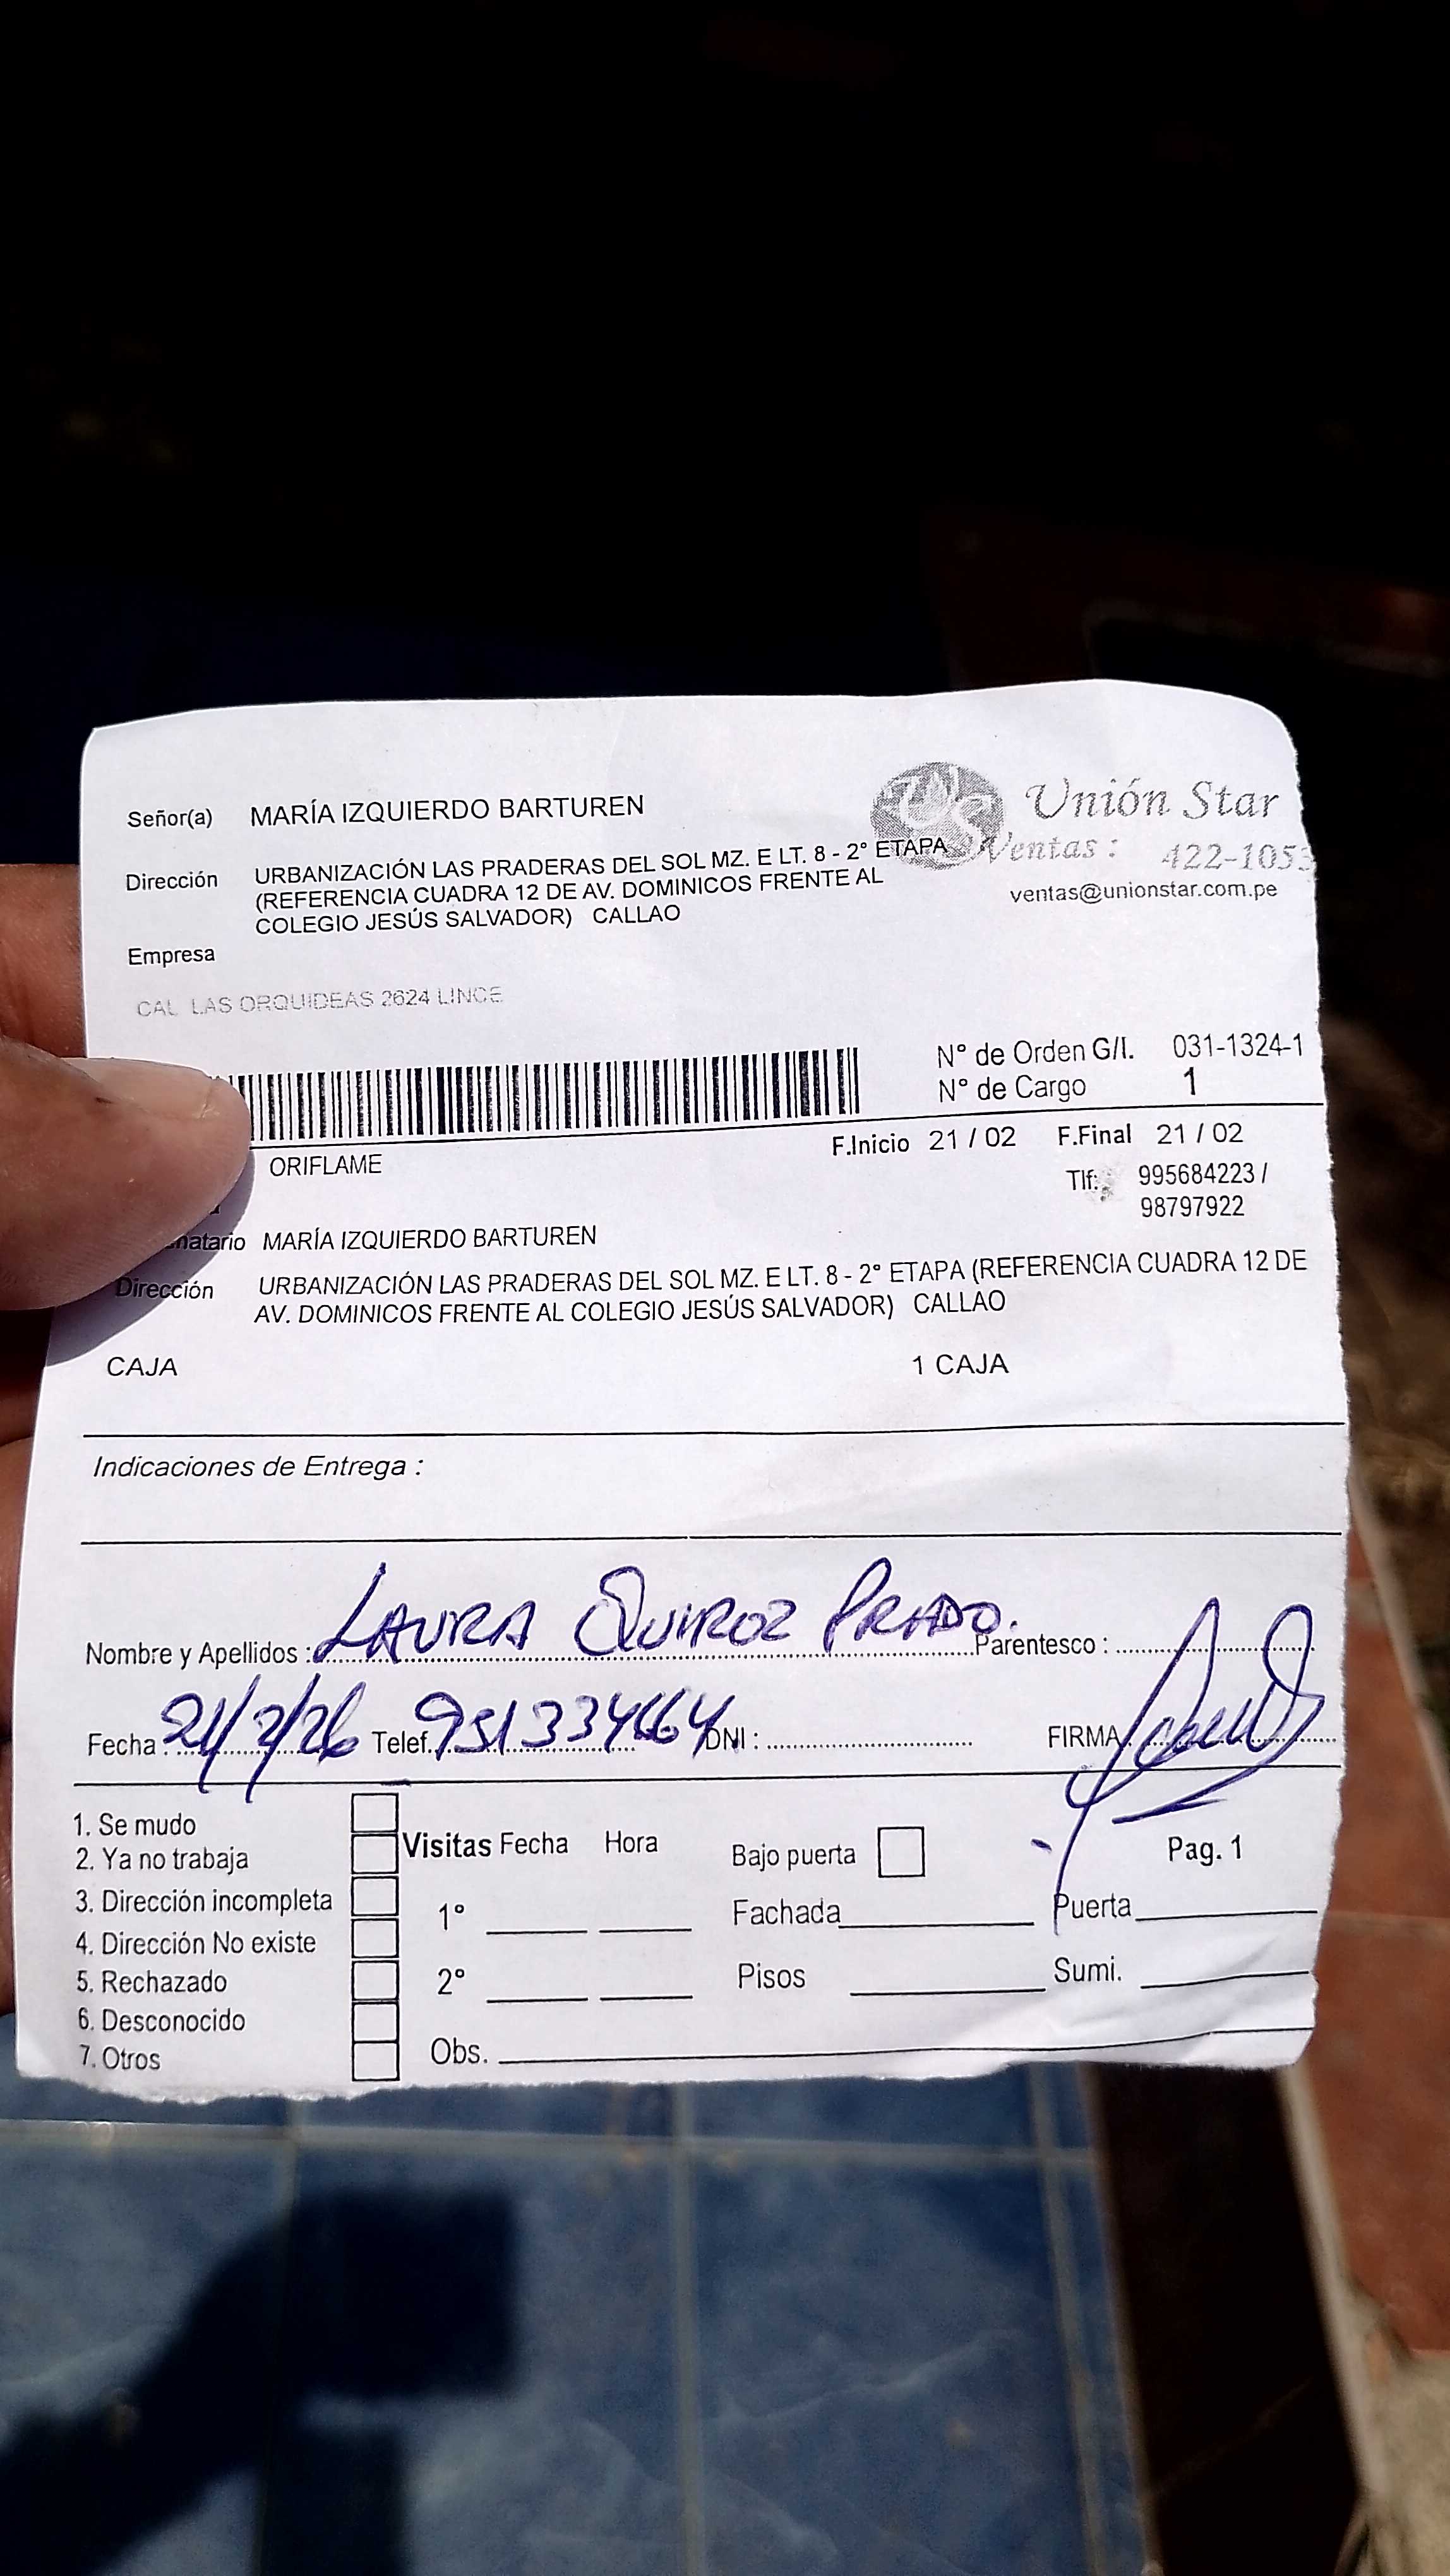 Señor(a) MARÍA IZQUIERDO BARTUREN
Unión Star
Ventas : 422-1053
ventas@unionstar.com.pe
Dirección URBANIZACIÓN LAS PRADERAS DEL SOL MZ. E LT. 8 - 2° ETAPA
(REFERENCIA CUADRA 12 DE AV. DOMINICOS FRENTE AL
COLEGIO JESÚS SALVADOR) CALLAO
Empresa
CAL LAS ORQUIDEAS 2624 LINCE
N° de Orden G/I. 031-1324-1
N° de Cargo 1
F.Inicio 21 / 02 F.Final 21 / 02
ORIFLAME
Tlf: 995684223 /
98797922
natario MARÍA IZQUIERDO BARTUREN
Dirección URBANIZACIÓN LAS PRADERAS DEL SOL MZ. E LT. 8 - 2° ETAPA (REFERENCIA CUADRA 12 DE
AV. DOMINICOS FRENTE AL COLEGIO JESÚS SALVADOR) CALLAO
CAJA 1 CAJA
Indicaciones de Entrega :
Nombre y Apellidos : LAURA QUIROZ PRADO. Parentesco :
Fecha : 21/2/26 Telef. 951334664 DNI : FIRMA
1. Se mudo
2. Ya no trabaja
3. Dirección incompleta
4. Dirección No existe
5. Rechazado
6. Desconocido
7. Otros
Visitas Fecha Hora
1°
2°
Obs.
Bajo puerta
Fachada
Pisos
Pag. 1
Puerta
Sumi.